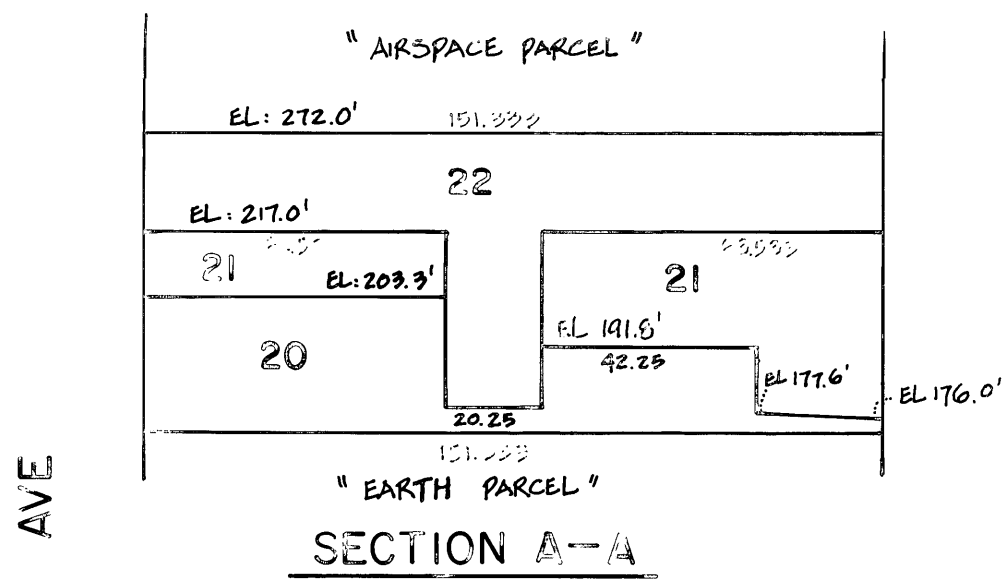 " AIRSPACE PARCEL "
EL: 272.0'
22
EL: 217.0'
21
EL: 203.3'
21
20
EL 191.8'
42.25
EL 177.6'
EL 176.0'
20.25
" EARTH PARCEL "
AVE
SECTION A-A